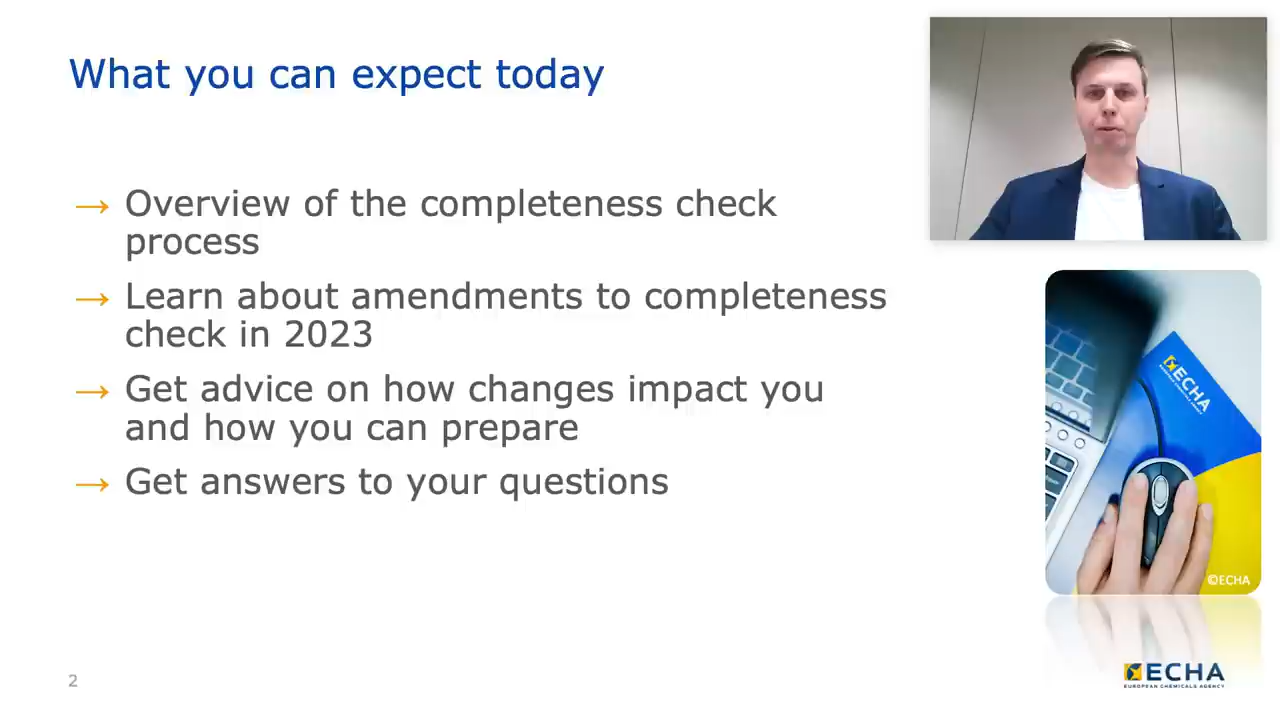 What you can expect today
→ Overview of the completeness check
process
→ Learn about amendments to completeness
check in 2023
→ Get advice on how changes impact you
and how you can prepare
→ Get answers to your questions
ECHA
©ECHA
2
ECHA
EUROPEAN CHEMICALS AGENCY